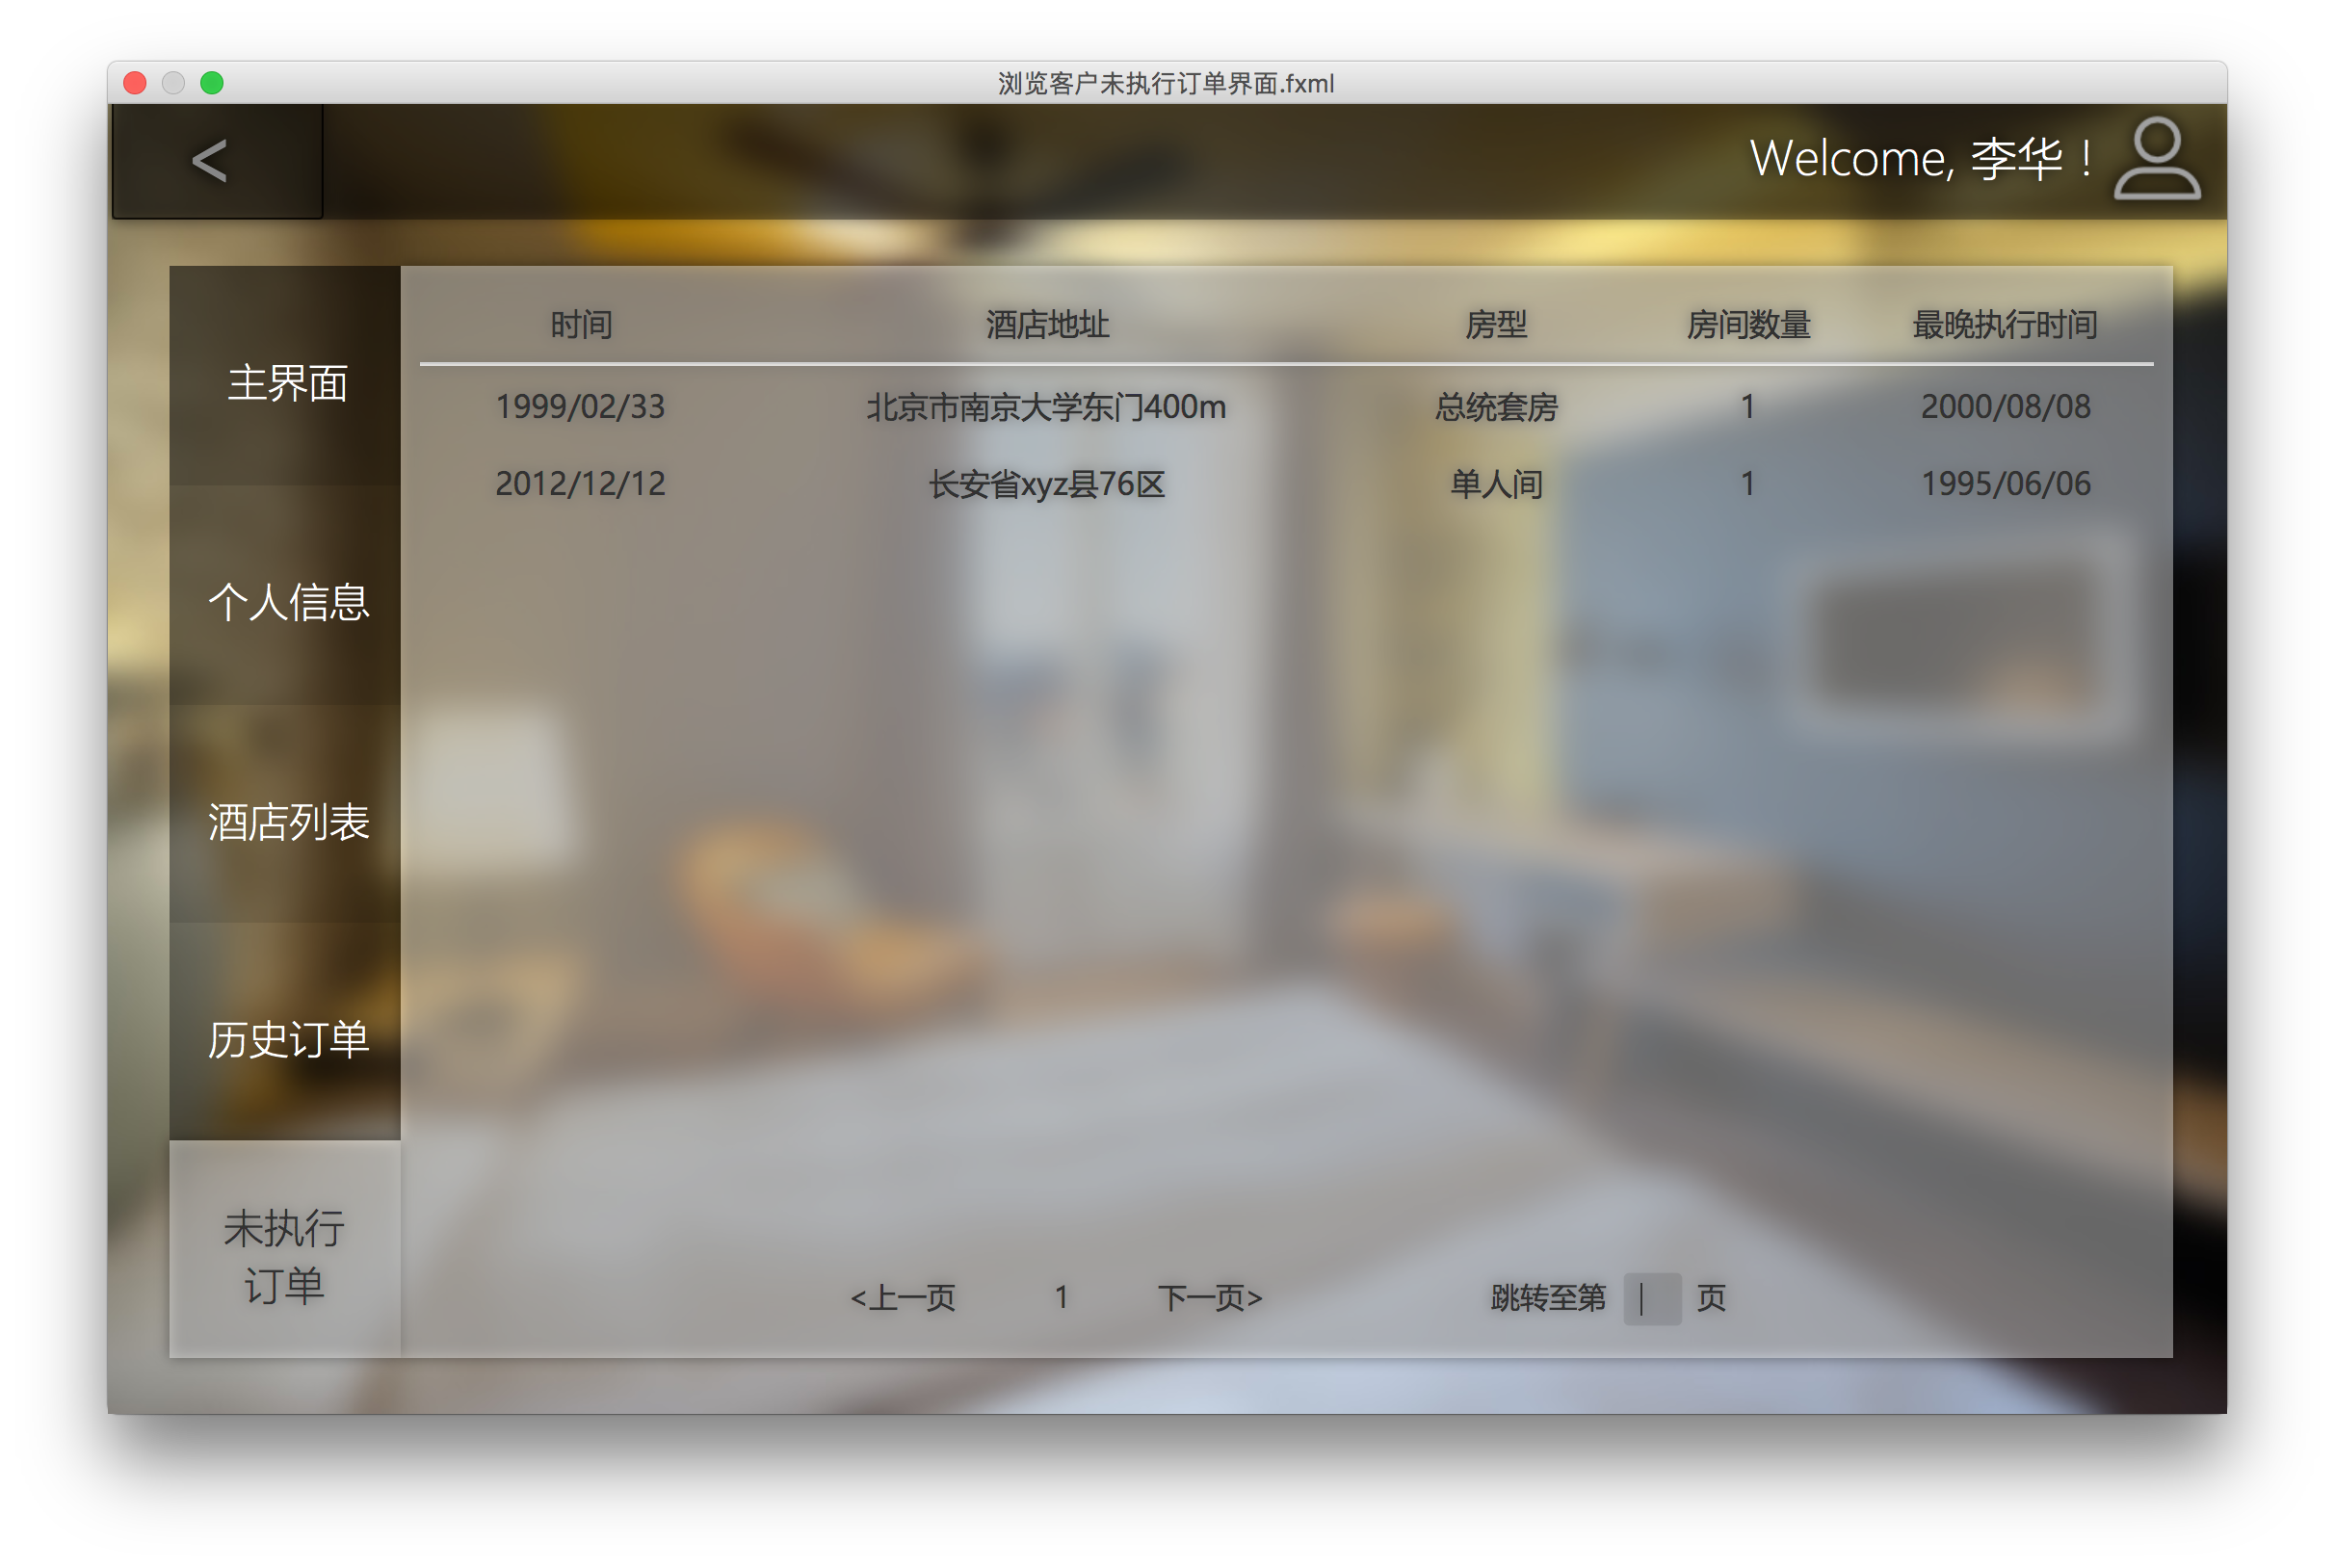 浏览客户未执行订单界面.fxml
<
Welcome, 李华！
主界面
个人信息
酒店列表
历史订单
未执行
订单
时间 酒店地址 房型 房间数量 最晚执行时间
1999/02/33 北京市南京大学东门400m 总统套房 1 2000/08/08
2012/12/12 长安省xyz县76区 单人间 1 1995/06/06
<上一页 1 下一页> 跳转至第 页